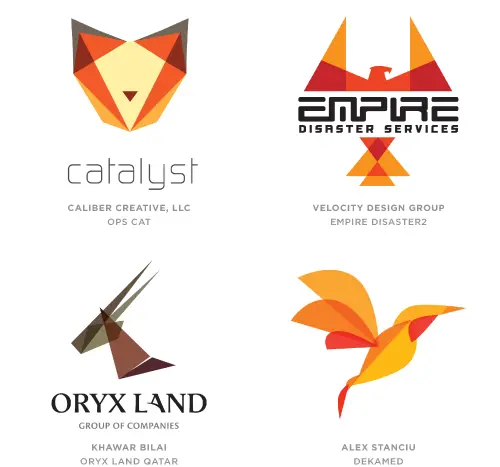 catalyst
CALIBER CREATIVE, LLC
OPS CAT
EMPIRE
DISASTER SERVICES
VELOCITY DESIGN GROUP
EMPIRE DISASTER2
ORYX LAND
GROUP OF COMPANIES
KHAWAR BILAI
ORYX LAND QATAR
ALEX STANCIU
DEKAMED